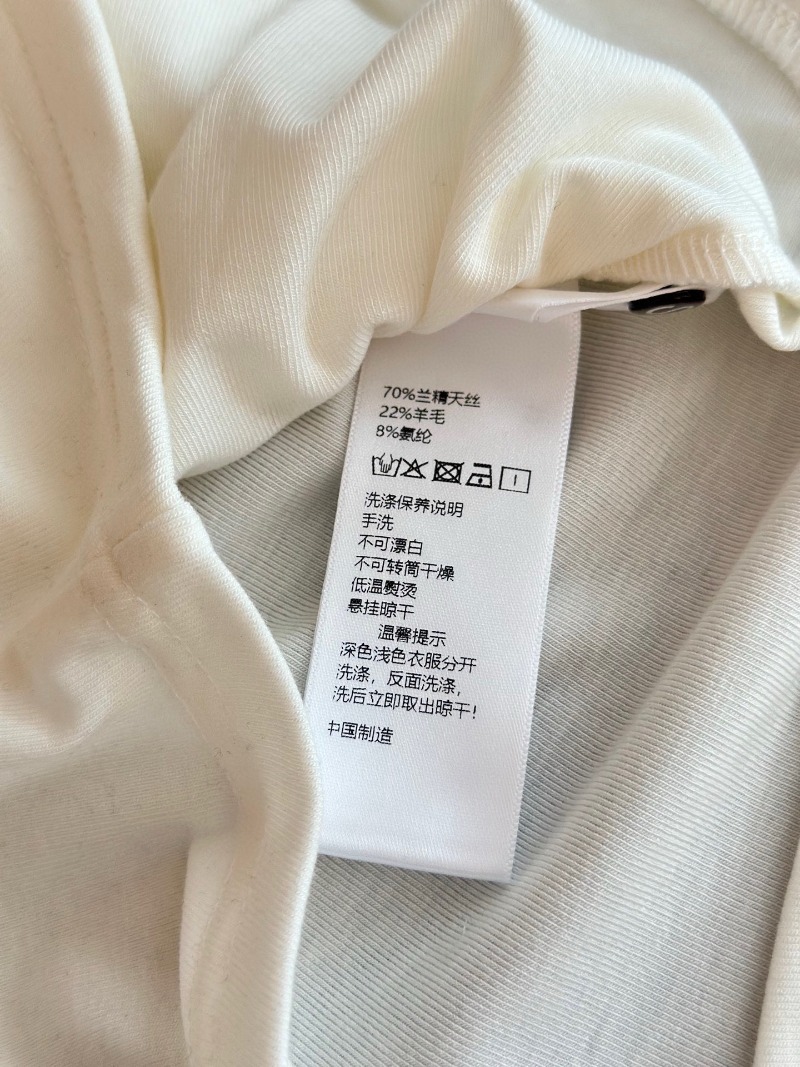 70%兰精天丝
22%羊毛
8%氨纶
洗涤保养说明
手洗
不可漂白
不可转筒干燥
低温熨烫
悬挂晾干
温馨提示
深色浅色衣服分开
洗涤，反面洗涤，
洗后立即取出晾干！
中国制造